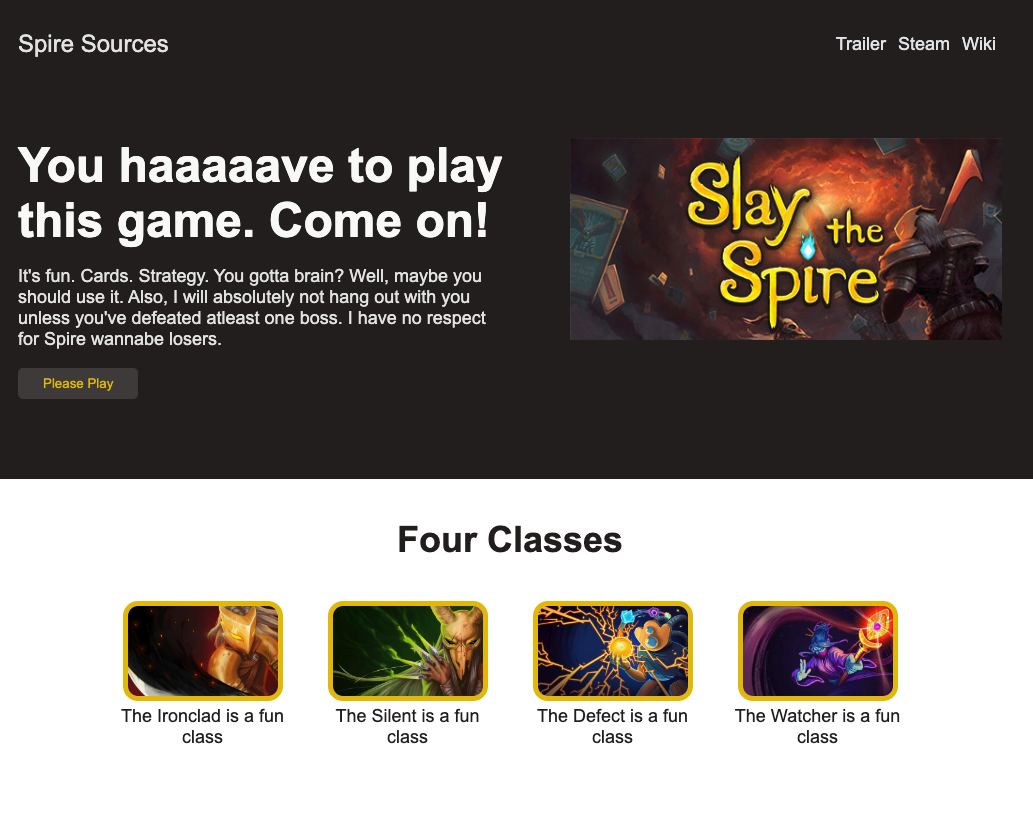 Spire Sources
Trailer Steam Wiki
You haaaaave to play
this game. Come on!
It's fun. Cards. Strategy. You gotta brain? Well, maybe you
should use it. Also, I will absolutely not hang out with you
unless you've defeated atleast one boss. I have no respect
for Spire wannabe losers.
Please Play
Slay the
Spire
Four Classes
The Ironclad is a fun
class
The Silent is a fun
class
The Defect is a fun
class
The Watcher is a fun
class